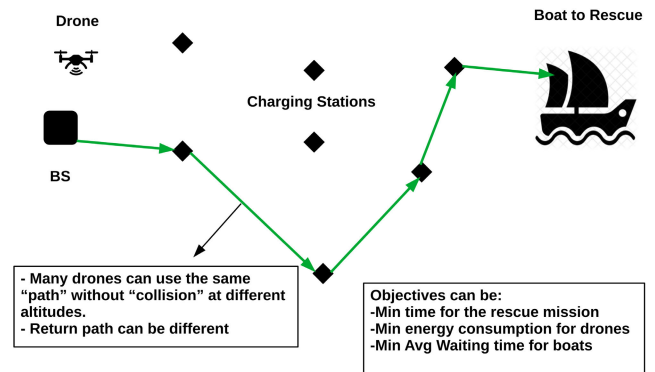 Boat to Rescue
Drone
Charging Stations
BS
- Many drones can use the same
“path” without “collision” at different
altitudes.
- Return path can be different
Objectives can be:
-Min time for the rescue mission
-Min energy consumption for drones
-Min Avg Waiting time for boats